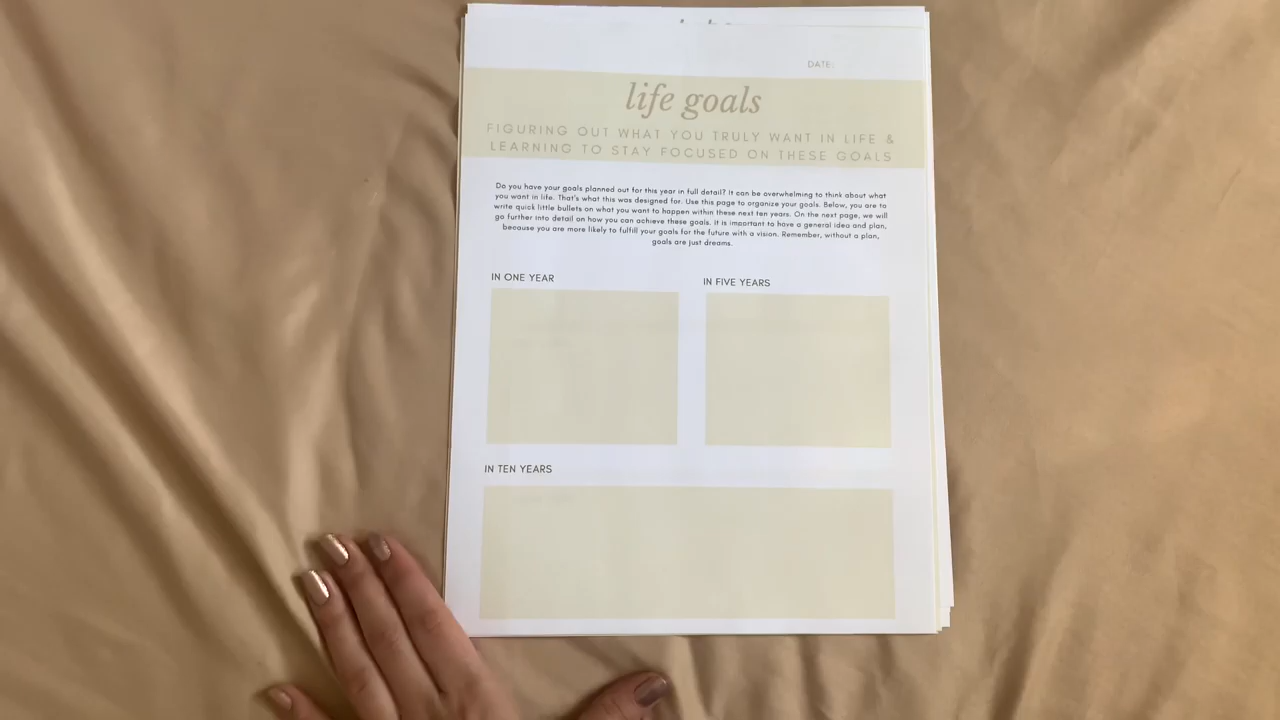 DATE:
life goals
FIGURING OUT WHAT YOU TRULY WANT IN LIFE &
LEARNING TO STAY FOCUSED ON THESE GOALS
Do you have your goals planned out for this year in full detail? It can be overwhelming to think about what
you want in life. That's what this was designed for. Use this page to organize your goals. Below, you are to
write quick little bullets on what you want to happen within these next ten years. On the next page, we will
go further into detail on how you can achieve these goals. It is important to have a general idea and plan,
because you are more likely to fulfill your goals for the future with a vision. Remember, without a plan,
goals are just dreams.
IN ONE YEAR
IN FIVE YEARS
IN TEN YEARS